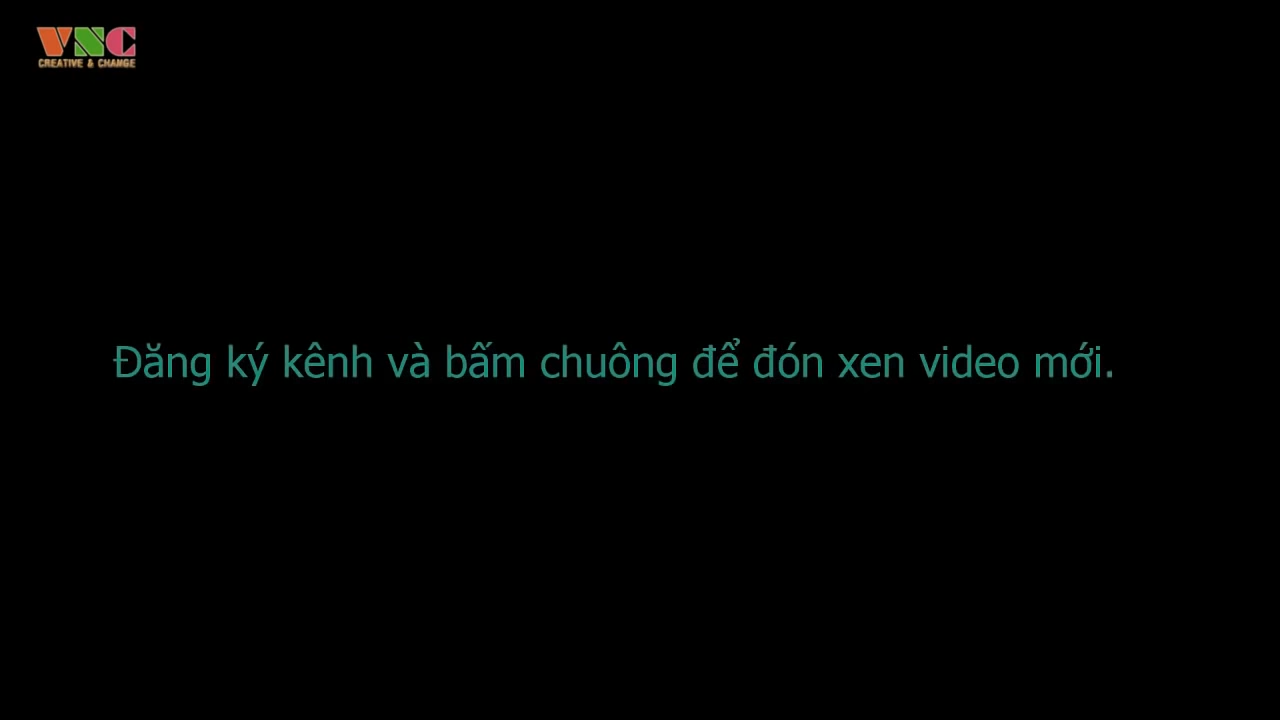 VNC
CREATIVE & CHANGE
Đăng ký kênh và bấm chuông để đón xen video mới.